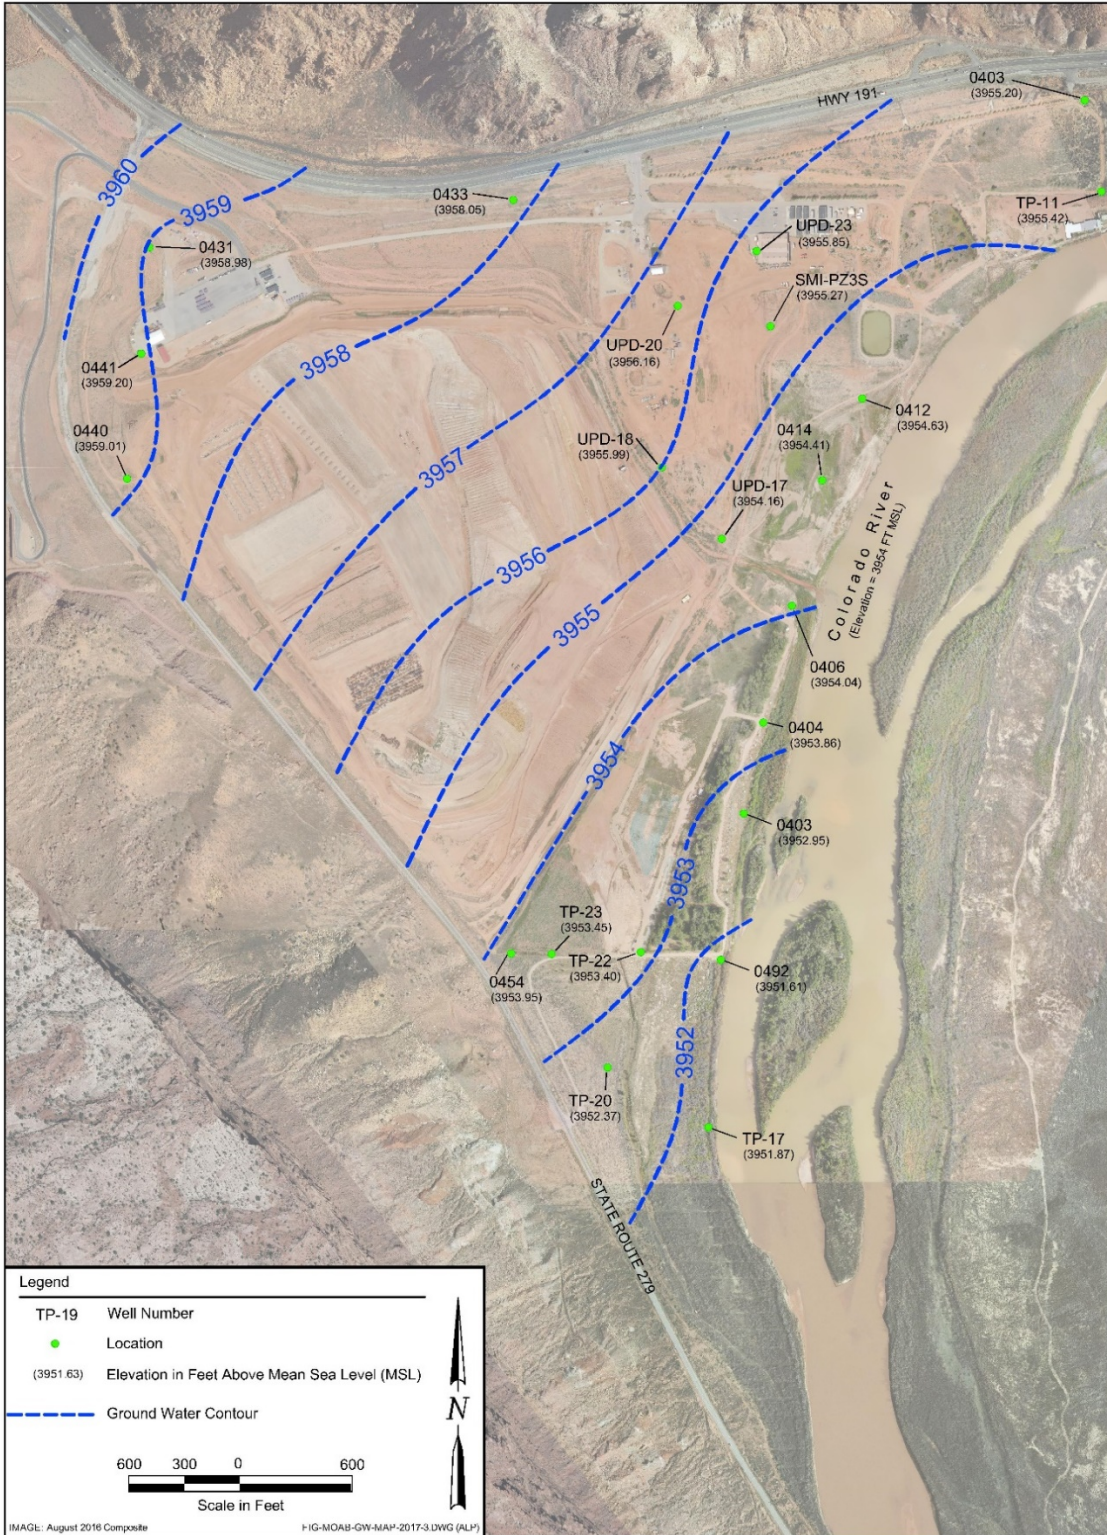 0403
(3955.20)
HWY 191
3960
0433
(3958.05)
3959
TP-11
(3955.42)
UPD-23
(3955.85)
0431
(3958.98)
SMI-PZ3S
(3955.27)
UPD-20
(3956.16)
3958
0441
(3959.20)
0412
(3954.63)
0440
(3959.01)
0414
(3954.41)
UPD-18
(3955.99)
3957
UPD-17
(3954.16)
3956
Colorado River
(Elevation = 3954 FT MSL)
3955
0406
(3954.04)
0404
(3953.86)
3954
0403
(3952.95)
3953
TP-23
(3953.45)
TP-22
(3953.40)
0454
(3953.95)
0492
(3951.61)
3952
TP-20
(3952.37)
TP-17
(3951.87)
STATE ROUTE 279
Legend
TP-19 Well Number
Location
(3951.63) Elevation in Feet Above Mean Sea Level (MSL)
Ground Water Contour
N
600 300 0 600
Scale in Feet
IMAGE: August 2016 Composite
FIG-MOAB-GW-MAP-2017-3.DWG (ALP)